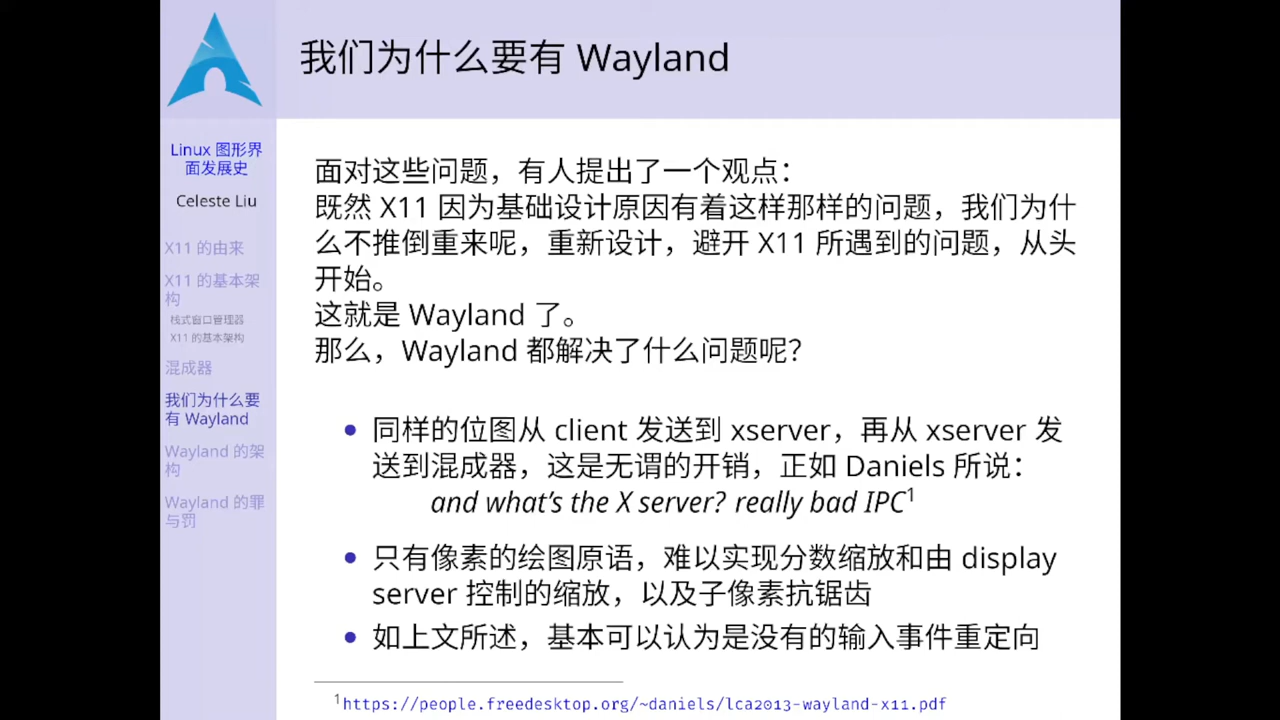 我们为什么要有 Wayland
Linux 图形界
面发展史
Celeste Liu
X11 的由来
X11 的基本架
构
栈式窗口管理器
X11 的基本架构
混成器
我们为什么要
有 Wayland
Wayland 的架
构
Wayland 的罪
与罚
面对这些问题，有人提出了一个观点：
既然 X11 因为基础设计原因有着这样那样的问题，我们为什
么不推倒重来呢，重新设计，避开 X11 所遇到的问题，从头
开始。
这就是 Wayland 了。
那么，Wayland 都解决了什么问题呢？
• 同样的位图从 client 发送到 xserver，再从 xserver 发
送到混成器，这是无谓的开销，正如 Daniels 所说：
and what's the X server? really bad IPC¹
• 只有像素的绘图原语，难以实现分数缩放和由 display
server 控制的缩放，以及子像素抗锯齿
• 如上文所述，基本可以认为是没有的输入事件重定向
¹https://people.freedesktop.org/~daniels/lca2013-wayland-x11.pdf